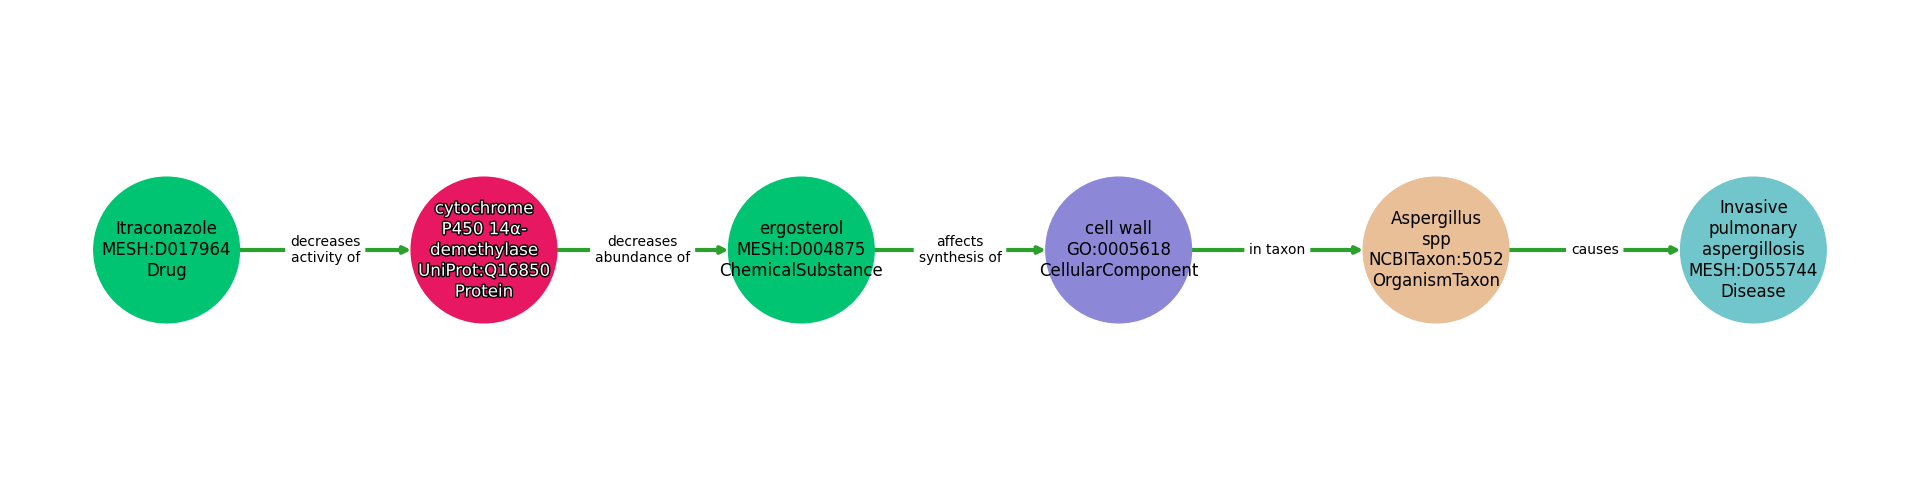 Itraconazole
MESH:D017964
Drug
decreases
activity of
cytochrome
P450 14α-
demethylase
UniProt:Q16850
Protein
decreases
abundance of
ergosterol
MESH:D004875
ChemicalSubstance
affects
synthesis of
cell wall
GO:0005618
CellularComponent
in taxon
Aspergillus
spp
NCBITaxon:5052
OrganismTaxon
causes
Invasive
pulmonary
aspergillosis
MESH:D055744
Disease